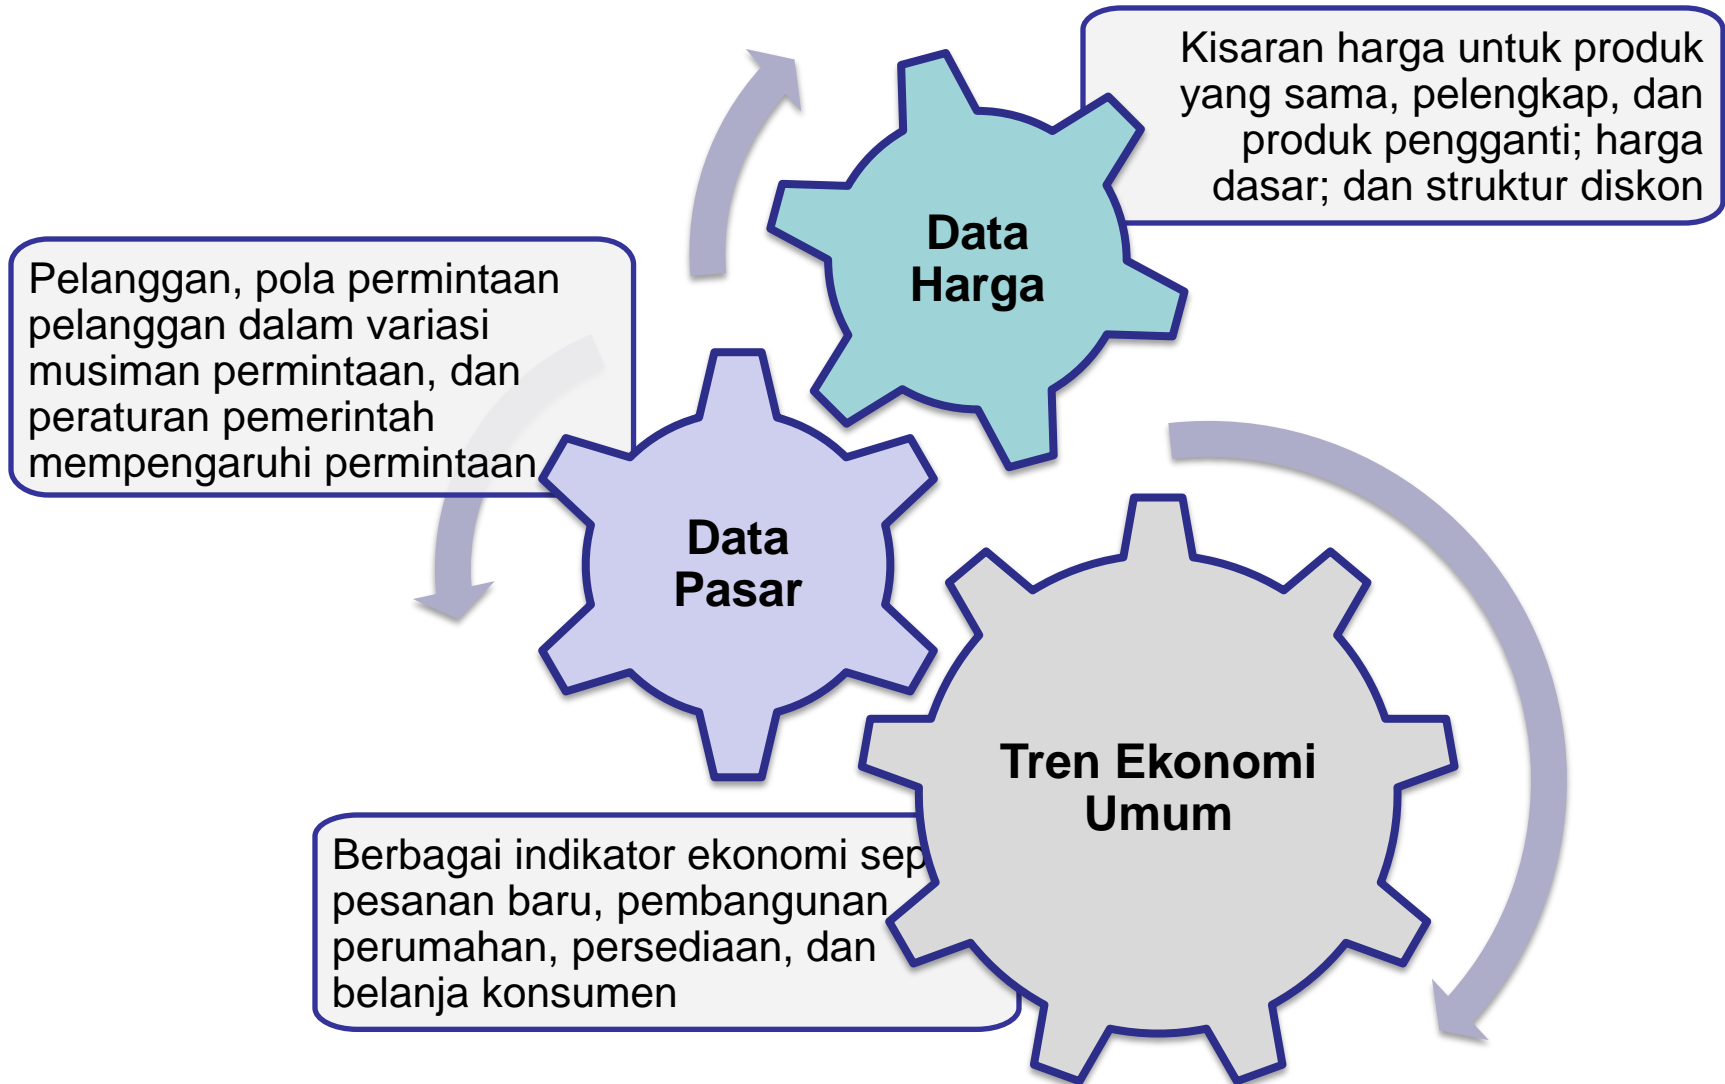 Kisaran harga untuk produk
yang sama, pelengkap, dan
produk pengganti; harga
dasar; dan struktur diskon
Data
Harga
Pelanggan, pola permintaan
pelanggan dalam variasi
musiman permintaan, dan
peraturan pemerintah
mempengaruhi permintaan
Data
Pasar
Tren Ekonomi
Umum
Berbagai indikator ekonomi
pesanan baru, pembangunan
perumahan, persediaan, dan
belanja konsumen